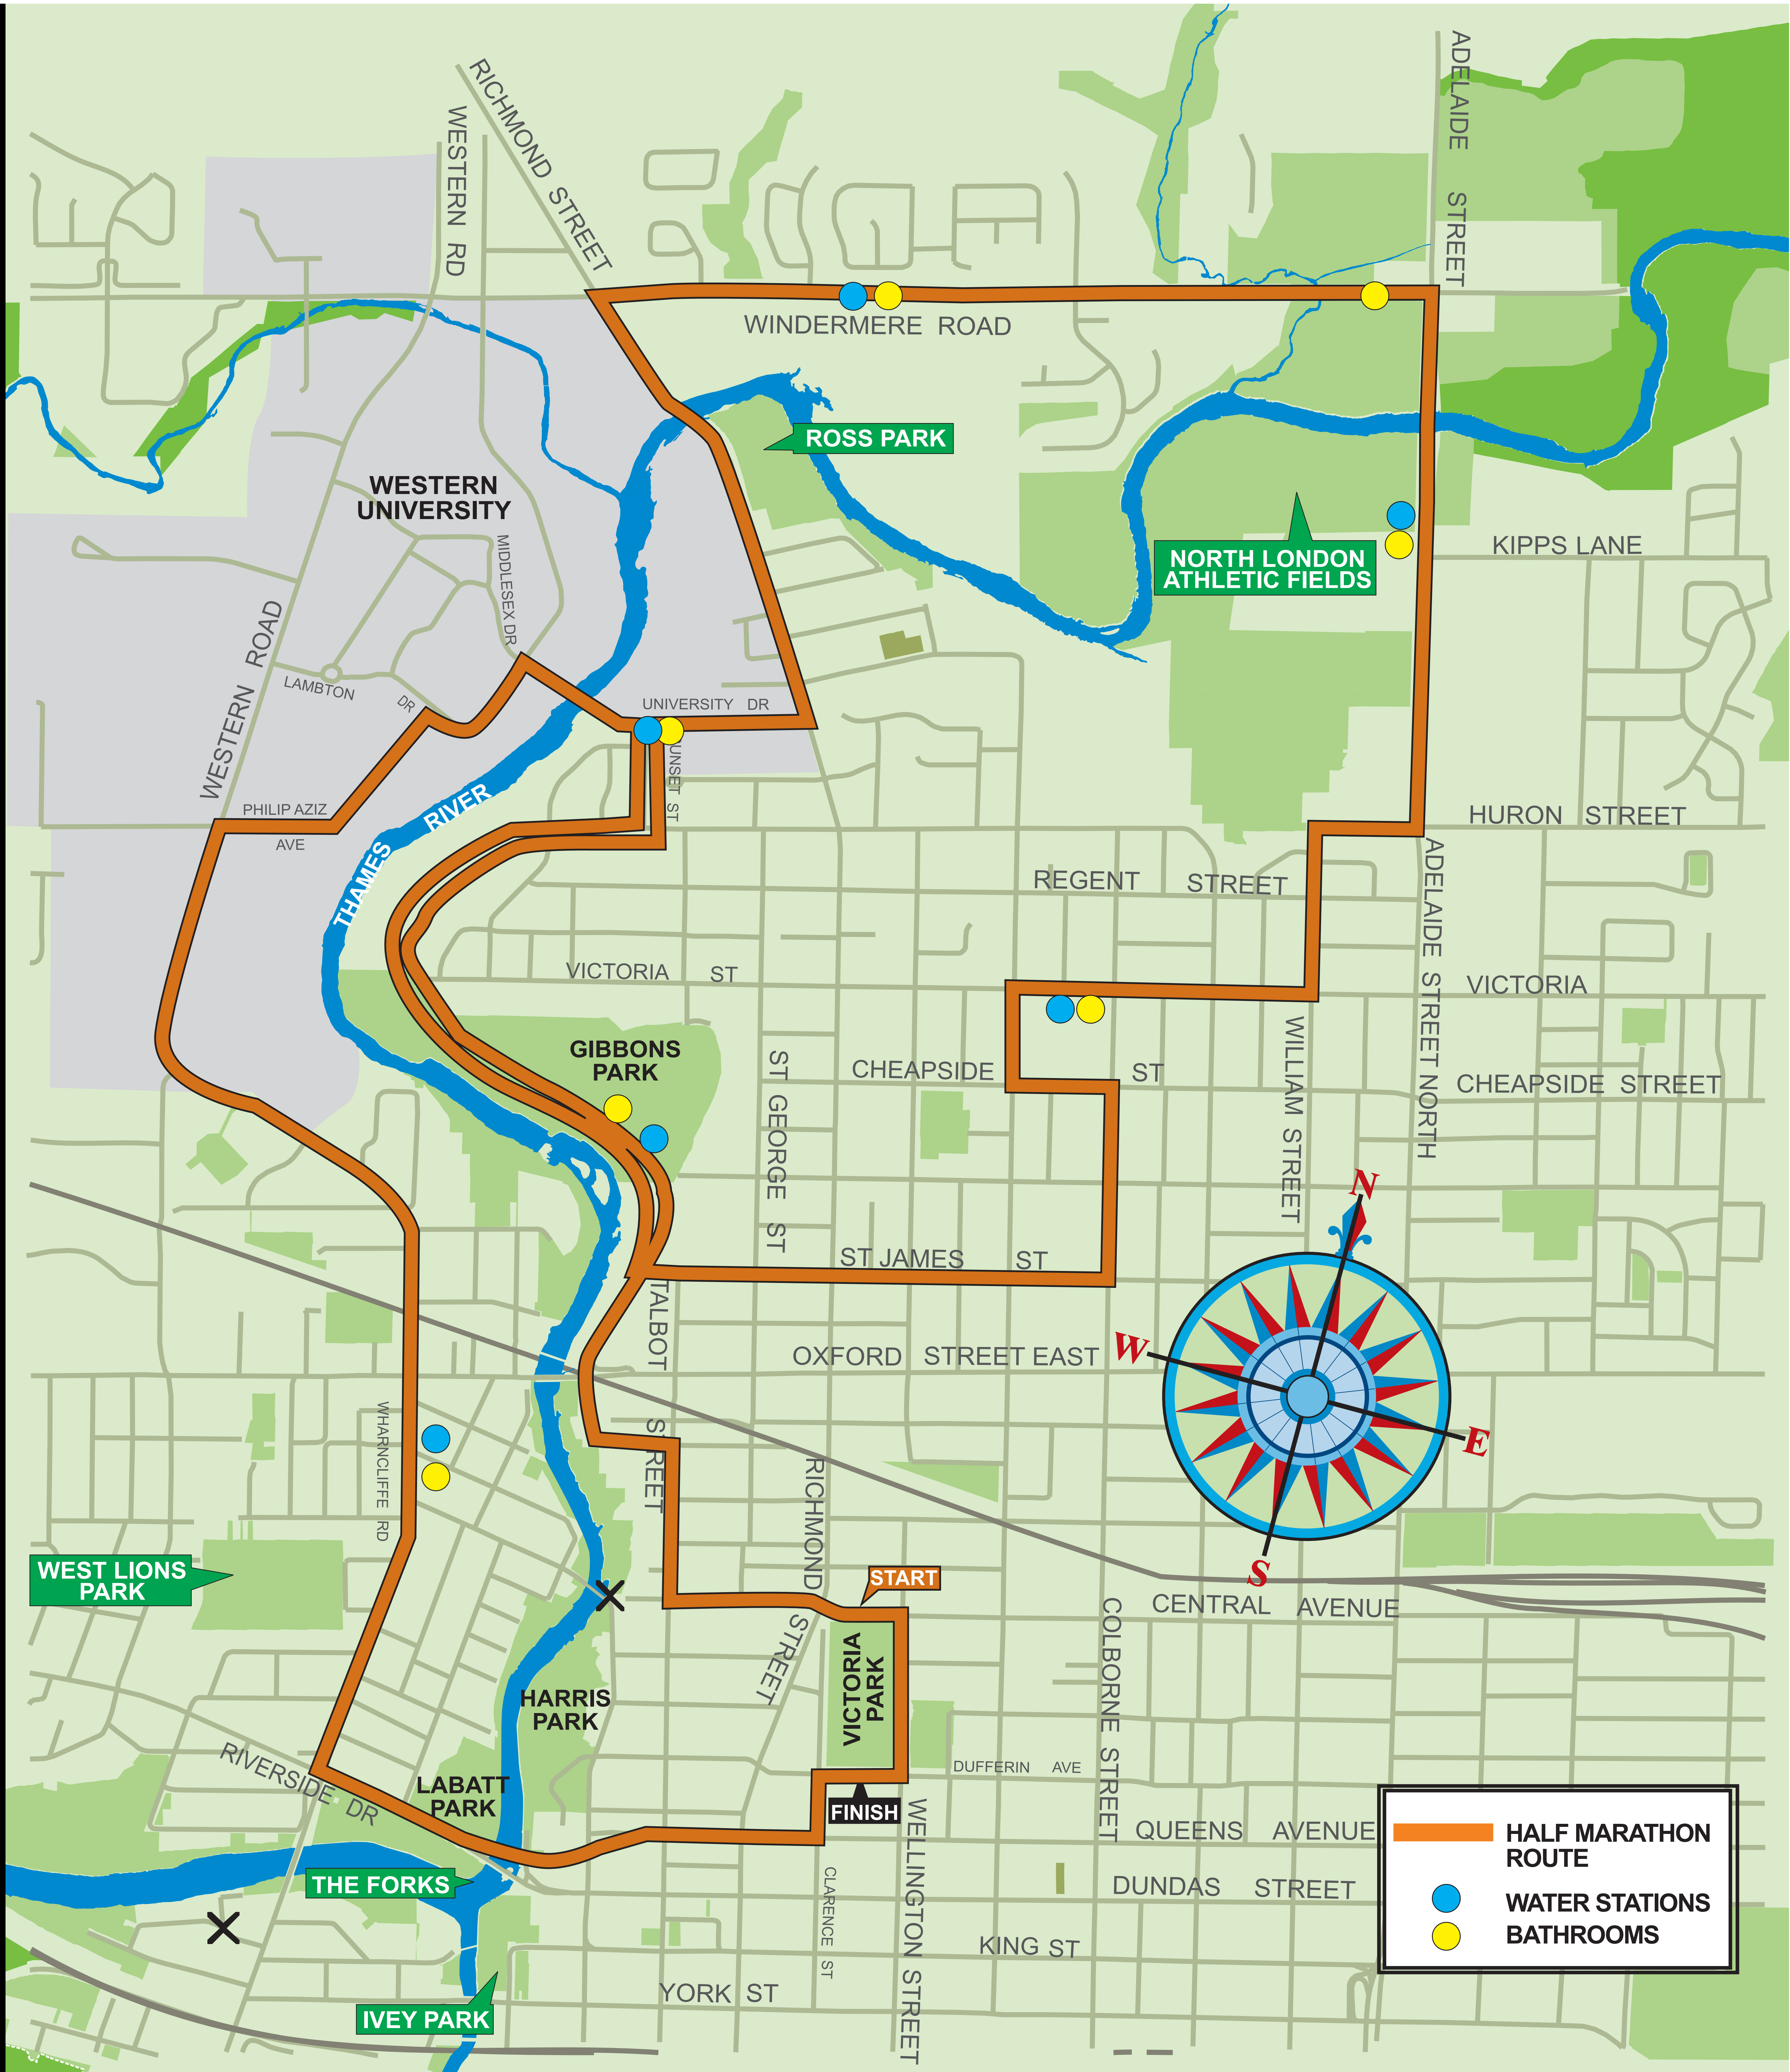 ADELAIDE STREET
RICHMOND STREET
WESTERN RD
WINDERMERE ROAD
ROSS PARK
WESTERN
UNIVERSITY
MIDDLESEX DR
NORTH LONDON
ATHLETIC FIELDS
KIPPS LANE
WESTERN ROAD
LAMBTON DR
UNIVERSITY DR
UNSET ST
PHILIP AZIZ
AVE
THAMES RIVER
HURON STREET
REGENT STREET
ADELAIDE STREET NORTH
VICTORIA ST
VICTORIA
GIBBONS
PARK
ST GEORGE ST
CHEAPSIDE ST
WILLIAM STREET
CHEAPSIDE STREET
N
ST JAMES ST
TALBOT STREET
OXFORD STREET EAST
W
E
S
WHARNCLIFFE RD
RICHMOND STREET
WEST LIONS
PARK
START
CENTRAL AVENUE
COLBORNE STREET
VICTORIA
PARK
HARRIS
PARK
RIVERSIDE DR
LABATT
PARK
DUFFERIN AVE
FINISH
WELLINGTON STREET
QUEENS AVENUE
THE FORKS
CLARENCE ST
DUNDAS STREET
KING ST
YORK ST
IVEY PARK
HALF MARATHON
ROUTE
WATER STATIONS
BATHROOMS